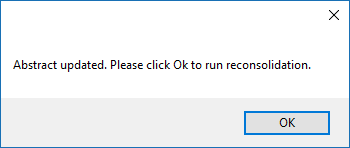 Abstract updated. Please click Ok to run reconsolidation.
OK